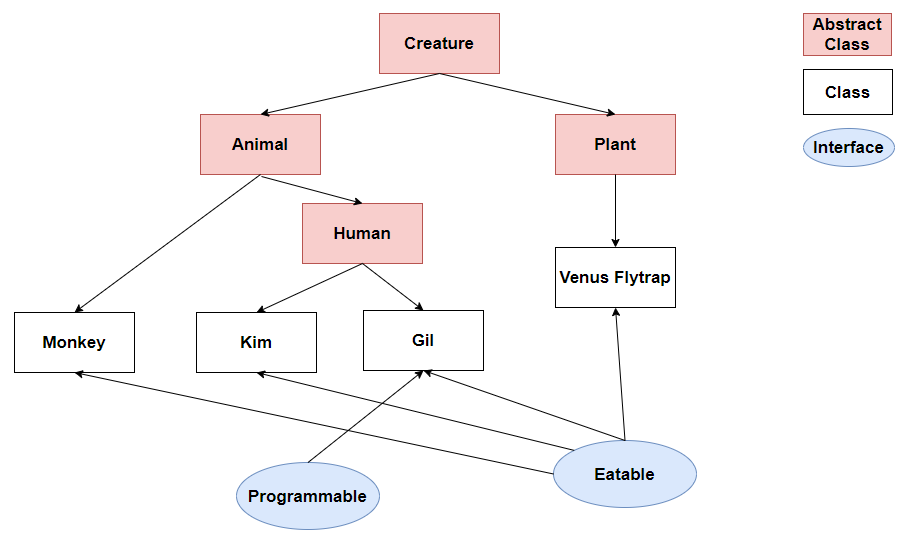 Creature
Abstract
Class
Class
Interface
Animal
Plant
Human
Venus Flytrap
Monkey
Kim
Gil
Programmable
Eatable